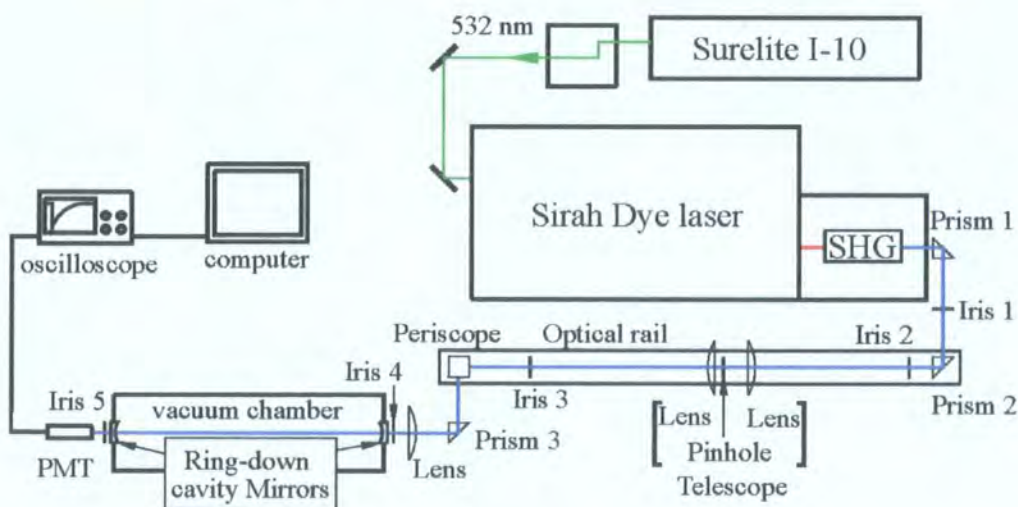 532 nm
Surelite I-10
Sirah Dye laser
SHG
Prism 1
Iris 1
oscilloscope
computer
Periscope
Optical rail
Iris 2
Iris 4
Iris 3
Prism 2
Iris 5
vacuum chamber
Prism 3
Lens
Lens
Lens
Pinhole
Telescope
PMT
Ring-down
cavity Mirrors